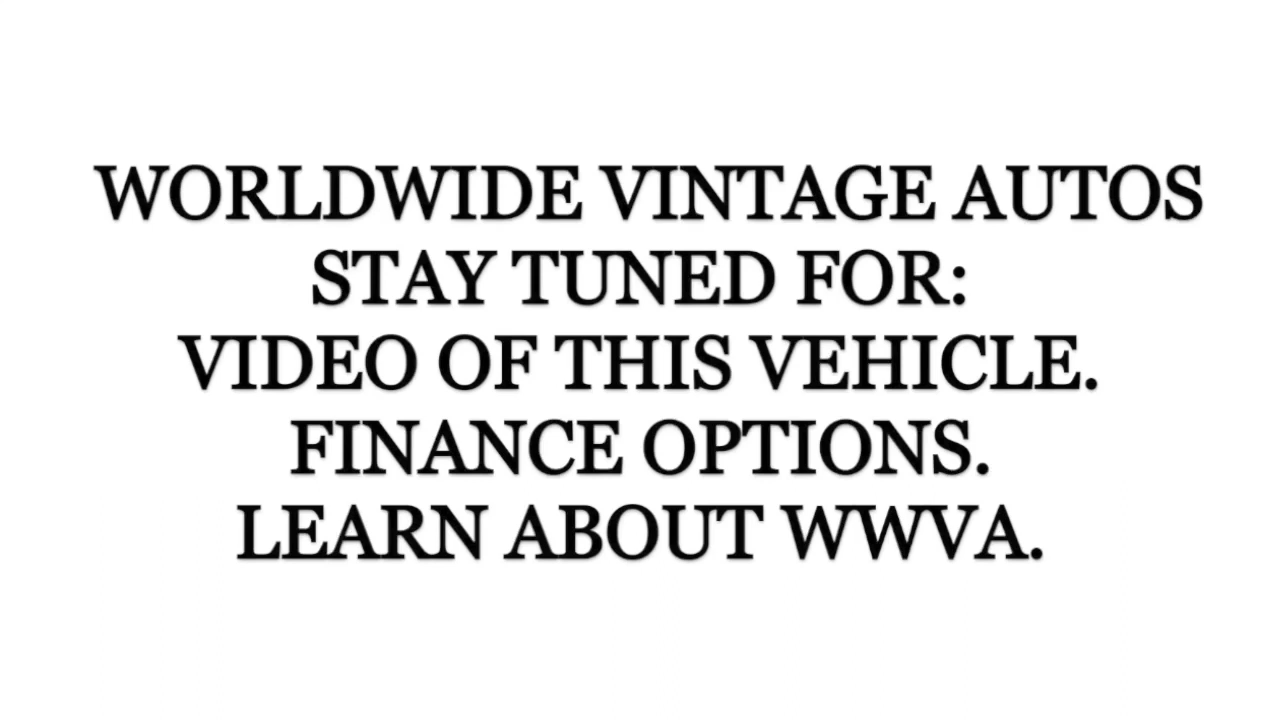 WORLDWIDE VINTAGE AUTOS
STAY TUNED FOR:
VIDEO OF THIS VEHICLE.
FINANCE OPTIONS.
LEARN ABOUT WWVA.